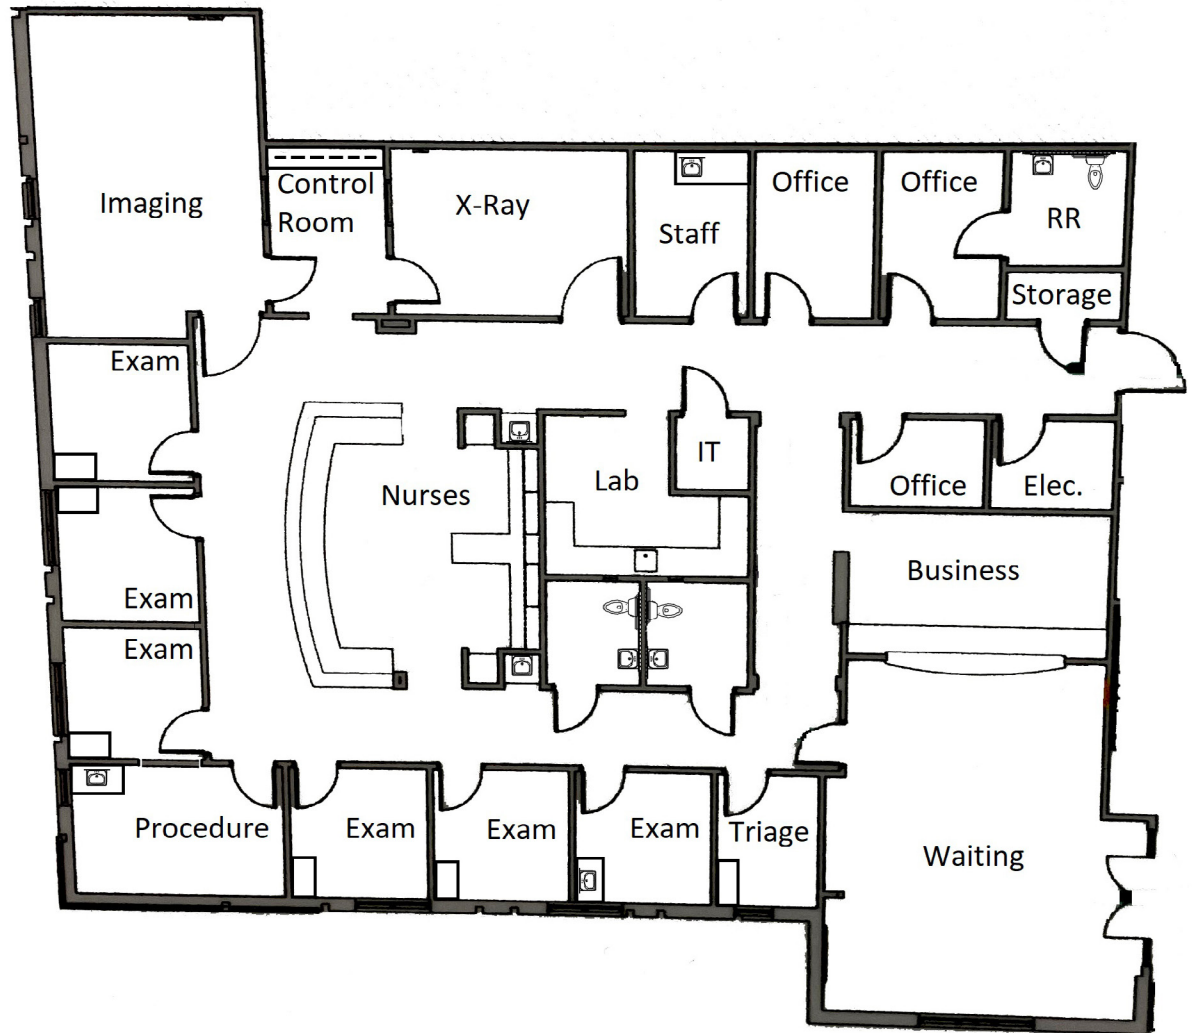 Imaging
Control
Room
X-Ray
Staff
Office
Office
RR
Storage
Exam
Nurses
Lab
IT
Office
Elec.
Exam
Business
Exam
Procedure
Exam
Exam
Exam
Triage
Waiting